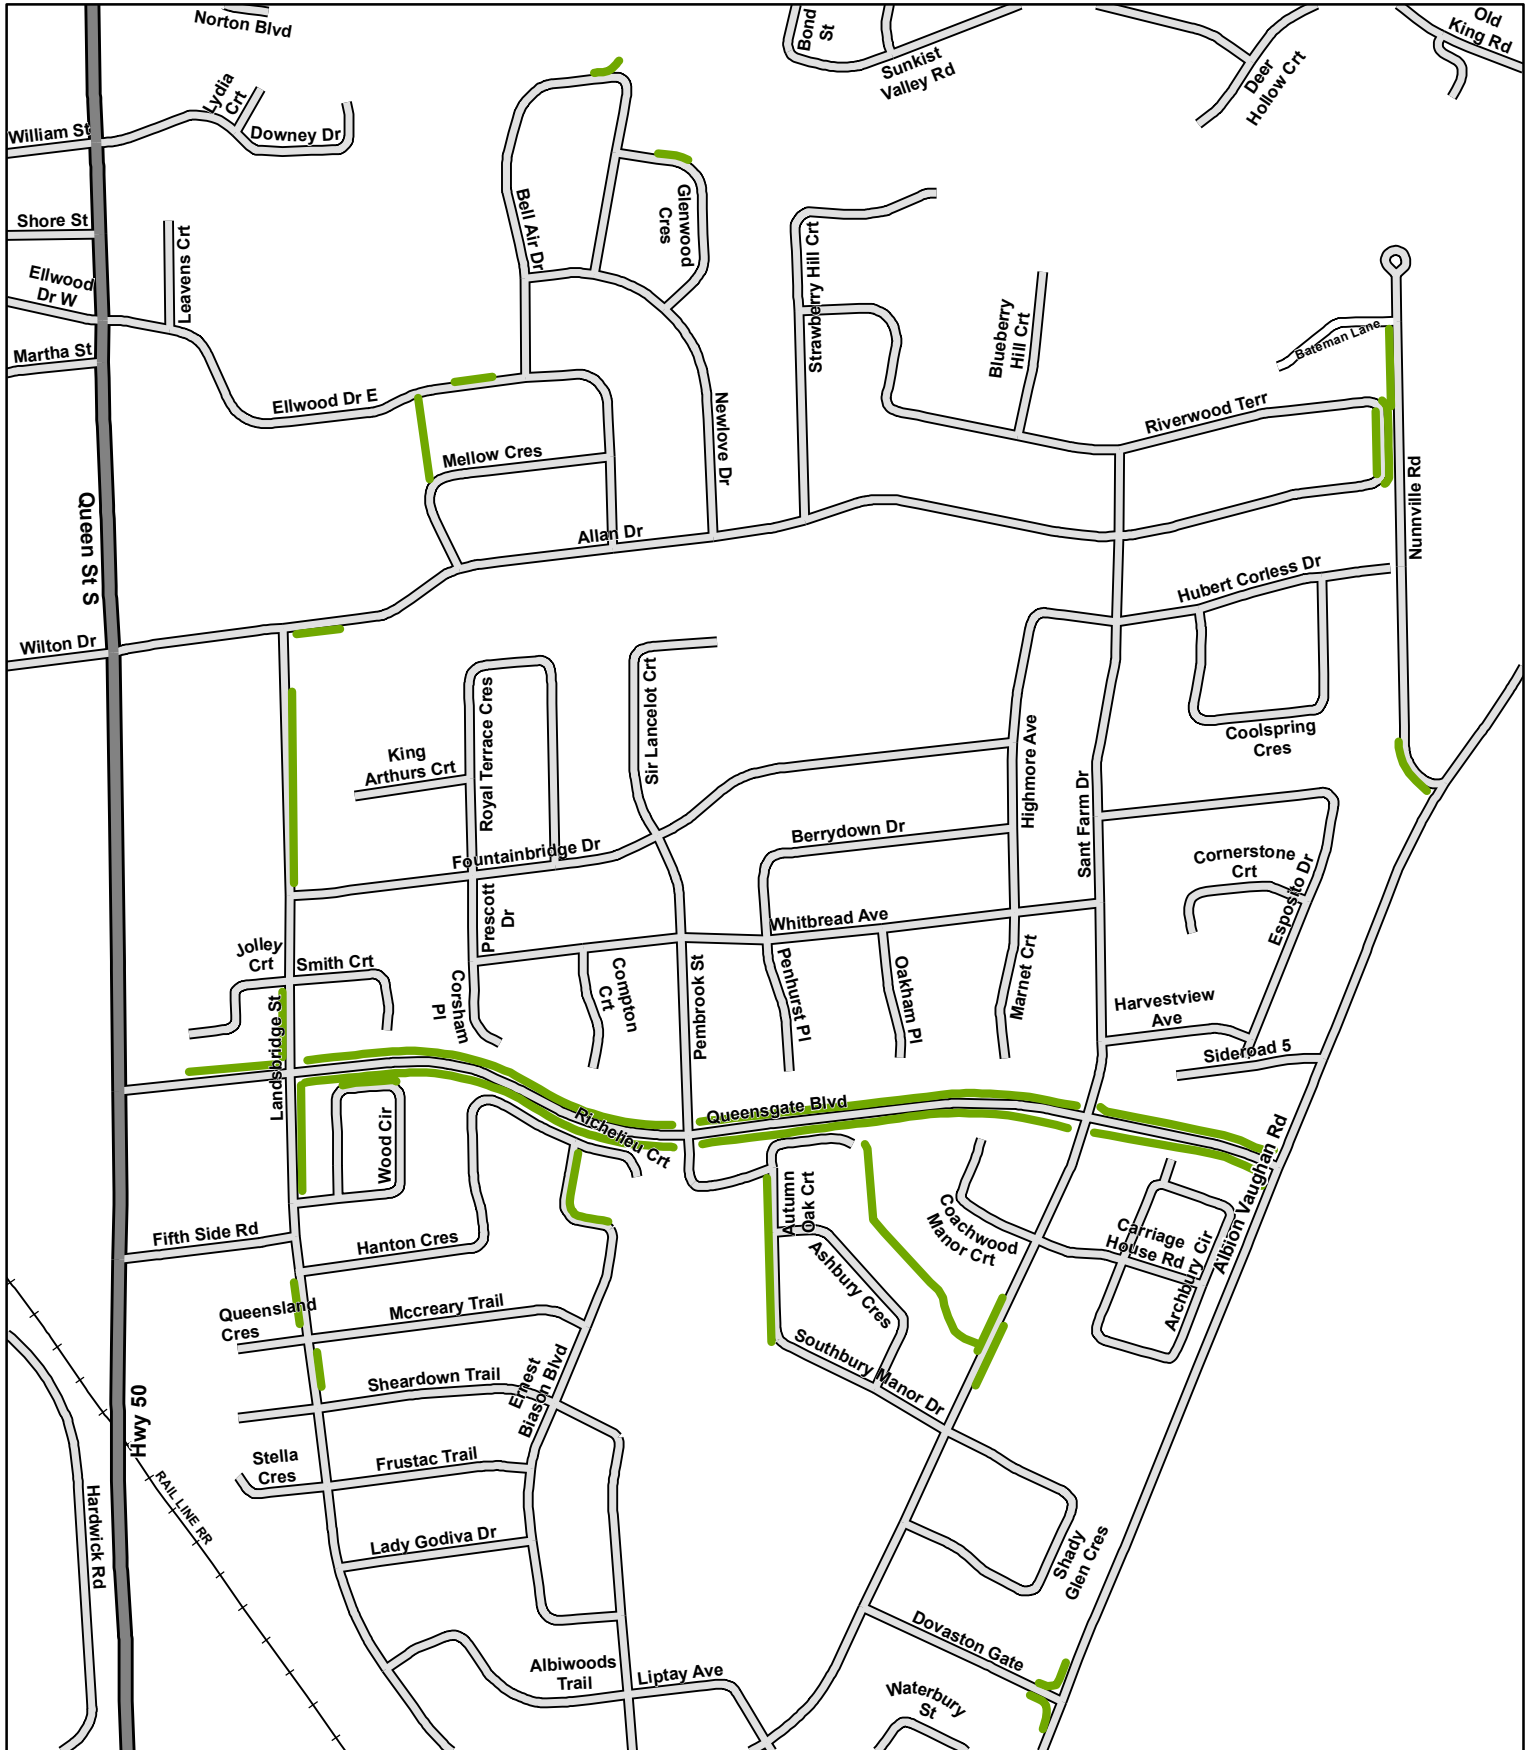 Norton Blvd
Bond
St
Sunkist
Valley Rd
Old
King Rd
Deer
Hollow Crt
Lydia
Crt
William St
Downey Dr
Shore St
Leavens Crt
Bell Air Dr
Glenwood
Cres
Strawberry Hill Crt
Ellwood
Dr W
Martha St
Blueberry
Hill Crt
Bateman Lane
Ellwood Dr E
Newlove Dr
Riverwood Terr
Mellow Cres
Nunnville Rd
Queen St S
Allan Dr
Hubert Corless Dr
Wilton Dr
Royal Terrace Cres
Sir Lancelot Crt
Coolspring
Cres
King
Arthurs Crt
Highmore Ave
Sant Farm Dr
Berrydown Dr
Fountainbridge Dr
Cornerstone
Crt
Esposito Dr
Prescott
Dr
Whitbread Ave
Jolley
Crt
Smith Crt
Corsham
Pl
Compton
Crt
Pembrook St
Penhurst Pl
Oakham Pl
Marnet Crt
Harvestview
Ave
Sideroad 5
Landsbridge St
Queensgate Blvd
Richelieu Crt
Wood Cir
Albion Vaughan Rd
Autumn
Oak Crt
Coachwood
Manor Crt
Carriage
House Rd
Archbury Cir
Fifth Side Rd
Hanton Cres
Ashbury Cres
Queensland
Cres
Mccreary Trail
Southbury Manor Dr
Sheardown Trail
Ernest
Biason Blvd
Hwy 50
Stella
Cres
Frustac Trail
RAIL LINE RR
Hardwick Rd
Lady Godiva Dr
Shady
Glen Cres
Dovaston Gate
Albiwoods
Trail
Liptay Ave
Waterbury
St